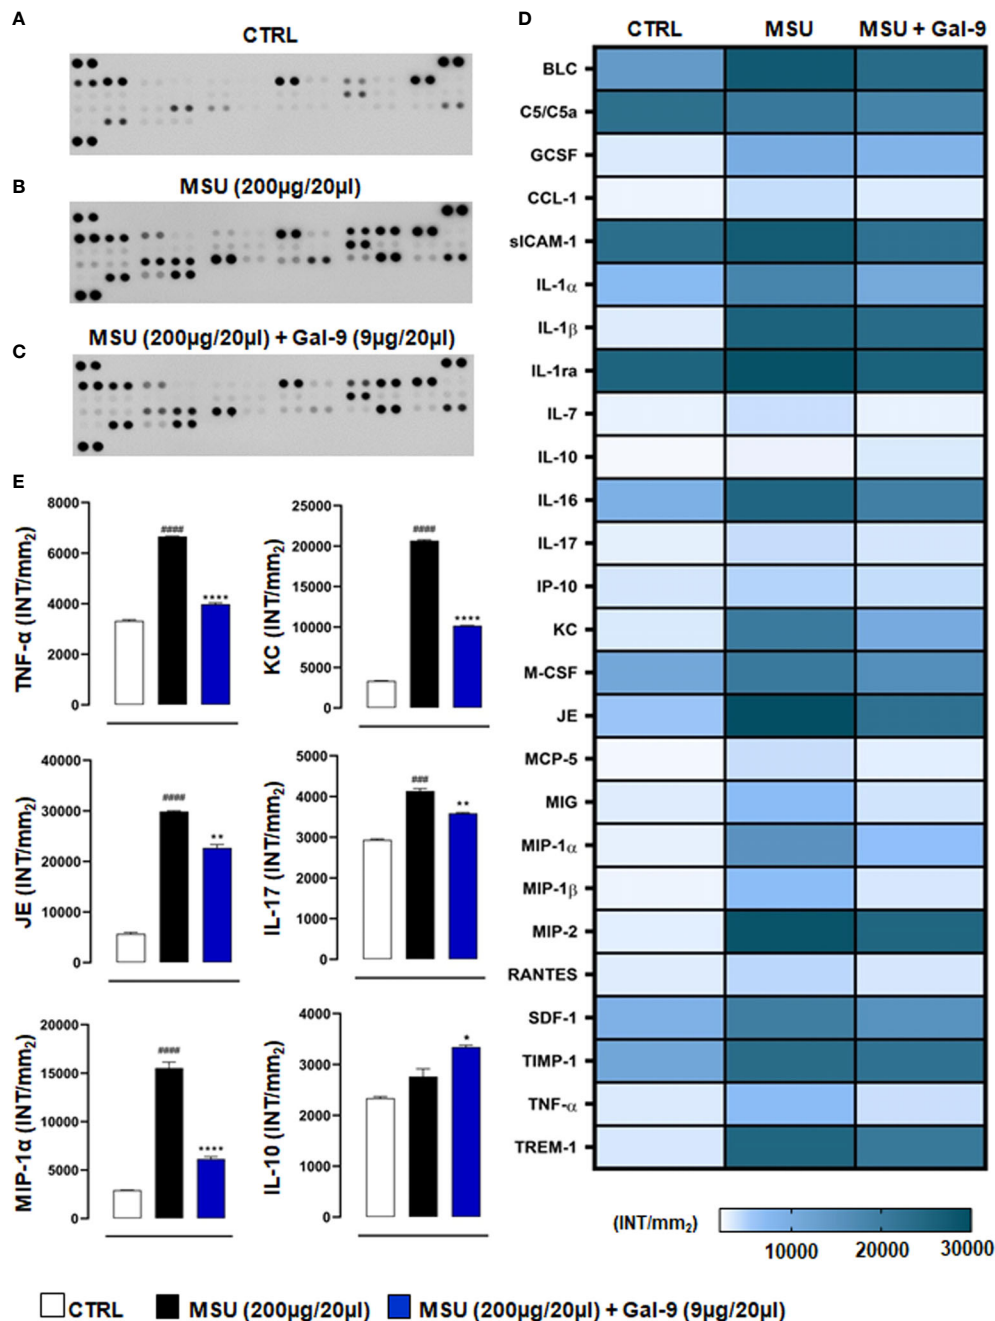 A
CTRL
B
MSU (200µg/20µl)
C
MSU (200µg/20µl) + Gal-9 (9µg/20µl)
D
CTRL MSU MSU + Gal-9
BLC
C5/C5a
GCSF
CCL-1
sICAM-1
IL-1α
IL-1β
IL-1ra
IL-7
IL-10
IL-16
IL-17
IP-10
KC
M-CSF
JE
MCP-5
MIG
MIP-1α
MIP-1β
MIP-2
RANTES
SDF-1
TIMP-1
TNF-α
TREM-1
(INT/mm2)
10000 20000 30000
E
TNF-α (INT/mm2)
8000
6000
4000
2000
0
####
****
KC (INT/mm2)
25000
20000
15000
10000
5000
0
####
****
JE (INT/mm2)
40000
30000
20000
10000
0
####
**
IL-17 (INT/mm2)
5000
4000
3000
2000
1000
0
###
**
MIP-1α (INT/mm2)
20000
15000
10000
5000
0
####
****
IL-10 (INT/mm2)
4000
3000
2000
1000
0
*
CTRL MSU (200µg/20µl) MSU (200µg/20µl) + Gal-9 (9µg/20µl)